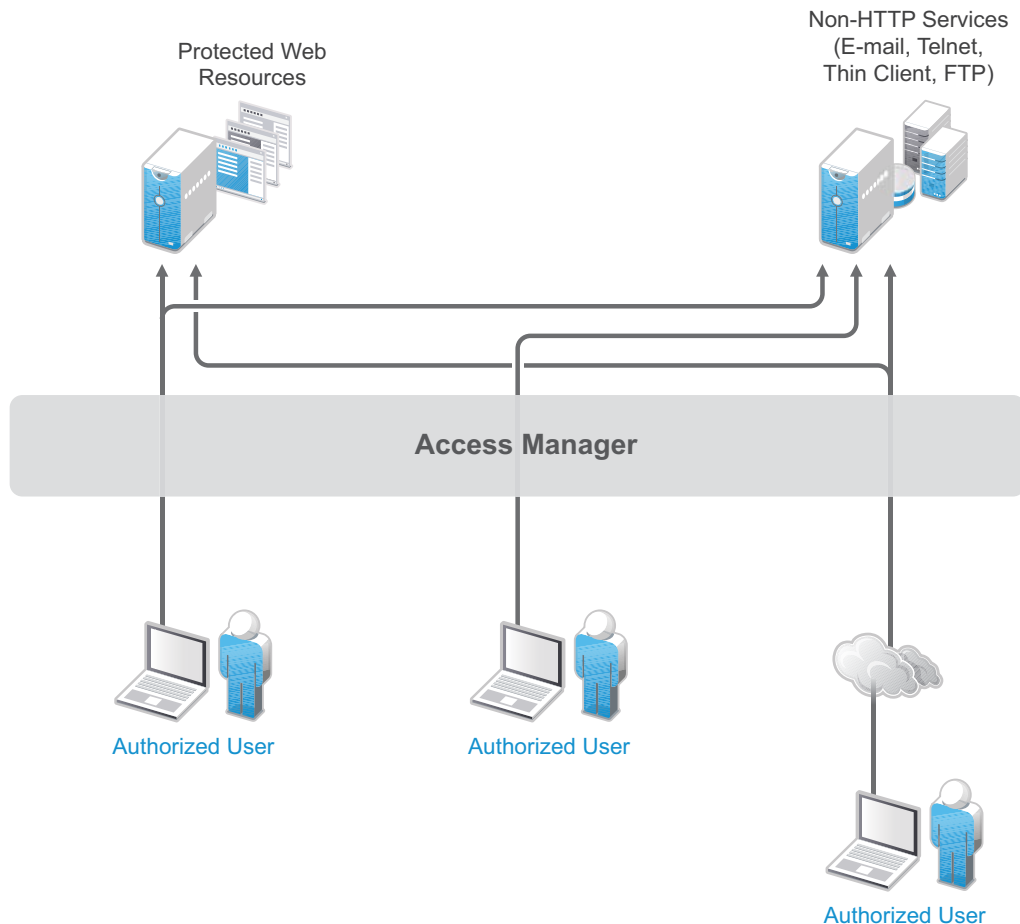 Protected Web
Resources
Non-HTTP Services
(E-mail, Telnet,
Thin Client, FTP)
Access Manager
Authorized User
Authorized User
Authorized User